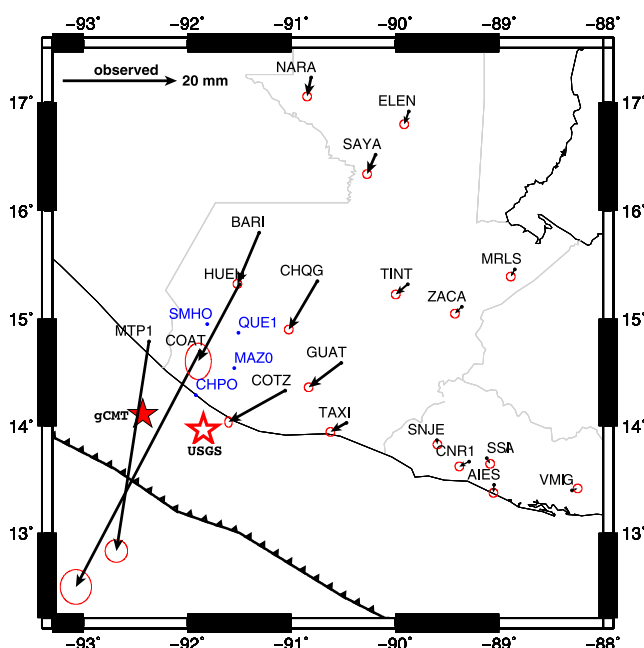 −93 −92 −91 −90 −89 −88
observed
20 mm
NARA
17°
17°
ELEN
SAYA
16°
16°
BARI
MRLS
HUEH
CHQG
TINT
ZACA
SMHO
MTP1
QUE1
15°
15°
COAT
GUAT
MAZ0
CHPO
COTZ
gCMT
TAXI
14°
14°
USGS
SNJE
CNR1
SSIA
AIES
VMIG
13°
13°
−93 −92 −91 −90 −89 −88